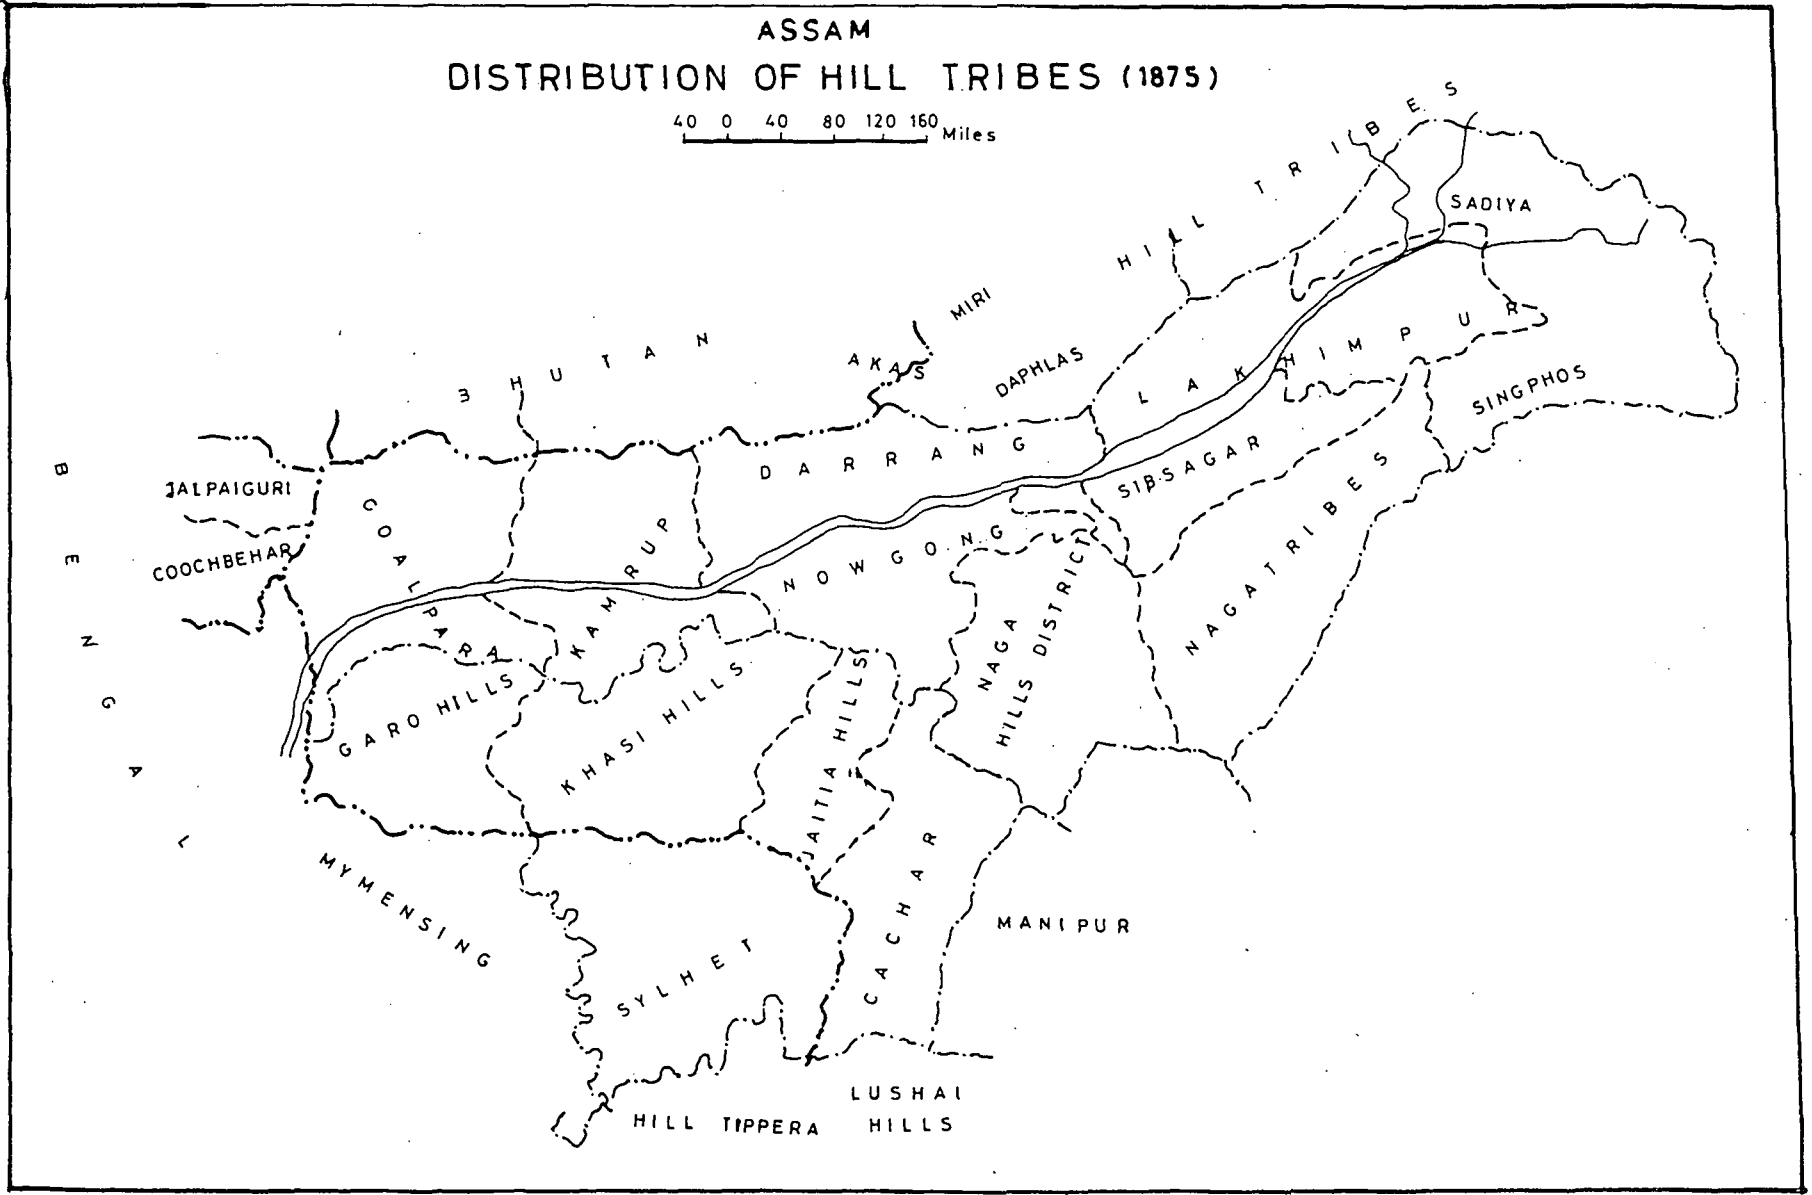 ASSAM
DISTRIBUTION OF HILL TRIBES (1875)
40 0 40 80 120 160 Miles
HILL TRIBES
SADIYA
MIRI
BHUTAN
AKAS
DAPHLAS
LAKHIMPUR
SINGPHOS
DARRANG
SIBSAGAR
BENGAL
JALPAIGURI
COOCHBEHAR
GOALPARA
KAMRUP
NOWGONG
NAGA TRIBES
NAGA
HILLS DISTRICT
GARO HILLS
KHASI HILLS
JAITIA HILLS
MYMENSING
CACHAR
MANIPUR
SYLHET
LUSHAI
HILLS
HILL TIPPERA